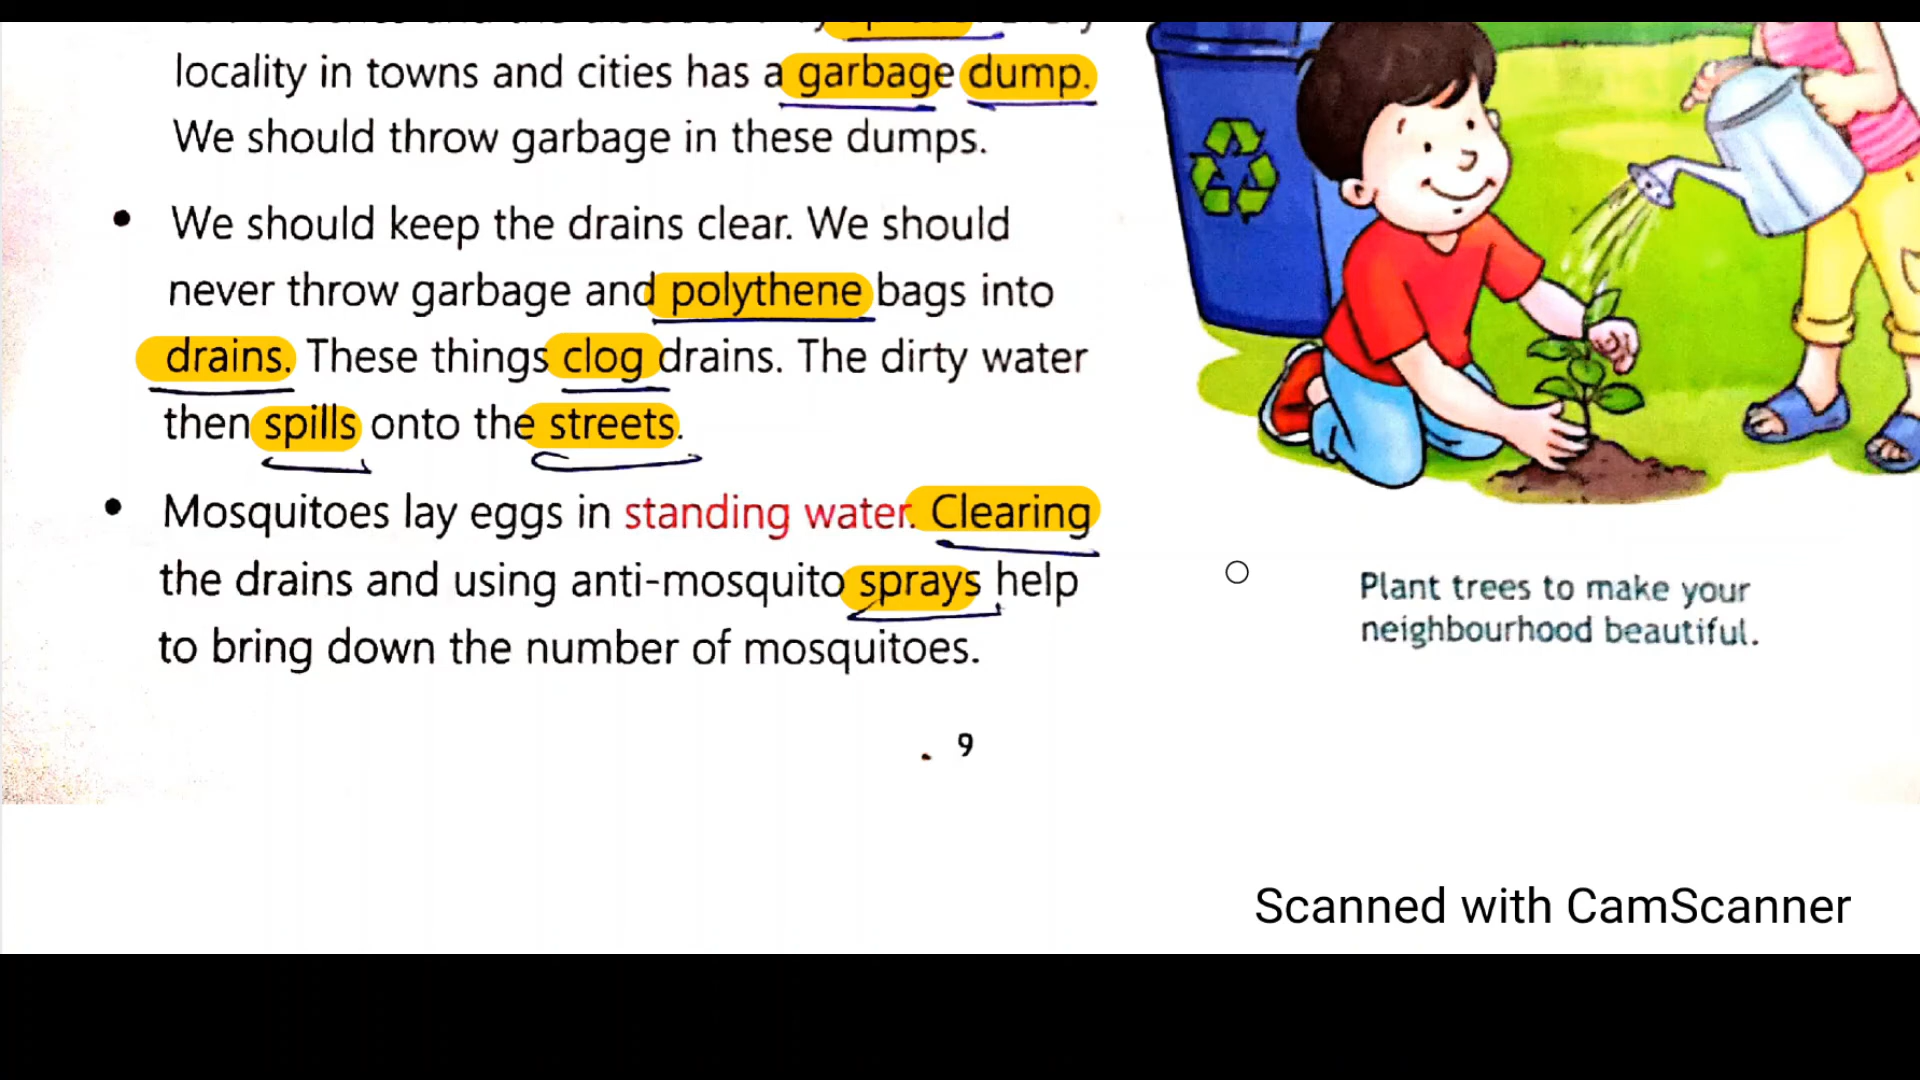 locality in towns and cities has a garbage dump.
We should throw garbage in these dumps.
• We should keep the drains clear. We should
never throw garbage and polythene bags into
drains. These things clog drains. The dirty water
then spills onto the streets.
• Mosquitoes lay eggs in standing water. Clearing
the drains and using anti-mosquito sprays help
to bring down the number of mosquitoes.
Plant trees to make your
neighbourhood beautiful.
9
Scanned with CamScanner